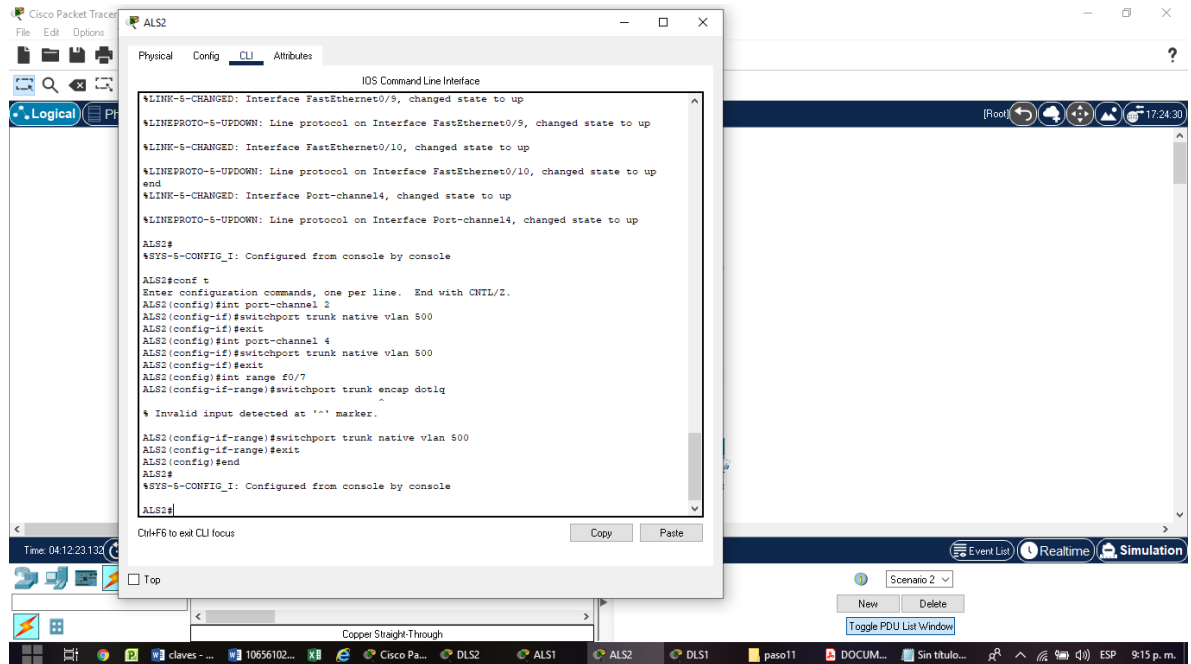 Cisco Packet Tracer
File Edit Options
ALS2
Physical Config CLI Attributes
IOS Command Line Interface
%LINK-5-CHANGED: Interface FastEthernet0/9, changed state to up
%LINEPROTO-5-UPDOWN: Line protocol on Interface FastEthernet0/9, changed state to up
%LINK-5-CHANGED: Interface FastEthernet0/10, changed state to up
%LINEPROTO-5-UPDOWN: Line protocol on Interface FastEthernet0/10, changed state to up
end
%LINK-5-CHANGED: Interface Port-channel4, changed state to up
%LINEPROTO-5-UPDOWN: Line protocol on Interface Port-channel4, changed state to up
ALS2#
%SYS-5-CONFIG_I: Configured from console by console
ALS2#conf t
Enter configuration commands, one per line. End with CNTL/Z.
ALS2(config)#int port-channel 2
ALS2(config-if)#switchport trunk native vlan 500
ALS2(config-if)#exit
ALS2(config)#int port-channel 4
ALS2(config-if)#switchport trunk native vlan 500
ALS2(config-if)#exit
ALS2(config)#int range f0/7
ALS2(config-if-range)#switchport trunk encap dot1q
^
% Invalid input detected at '^' marker.
ALS2(config-if-range)#switchport trunk native vlan 500
ALS2(config-if-range)#exit
ALS2(config)#end
ALS2#
%SYS-5-CONFIG_I: Configured from console by console
ALS2#
Ctrl+F6 to exit CLI focus
Copy Paste
Top
Logical Ph
[Root] 17:24:30
Time: 04:12:23.132
Event List Realtime Simulation
Scenario 2
New Delete
Toggle PDU List Window
Copper Straight-Through
claves - ... 10656102... Cisco Pa... DLS2 ALS1 ALS2 DLS1 paso11 DOCUM... Sin título... ESP 9:15 p. m.